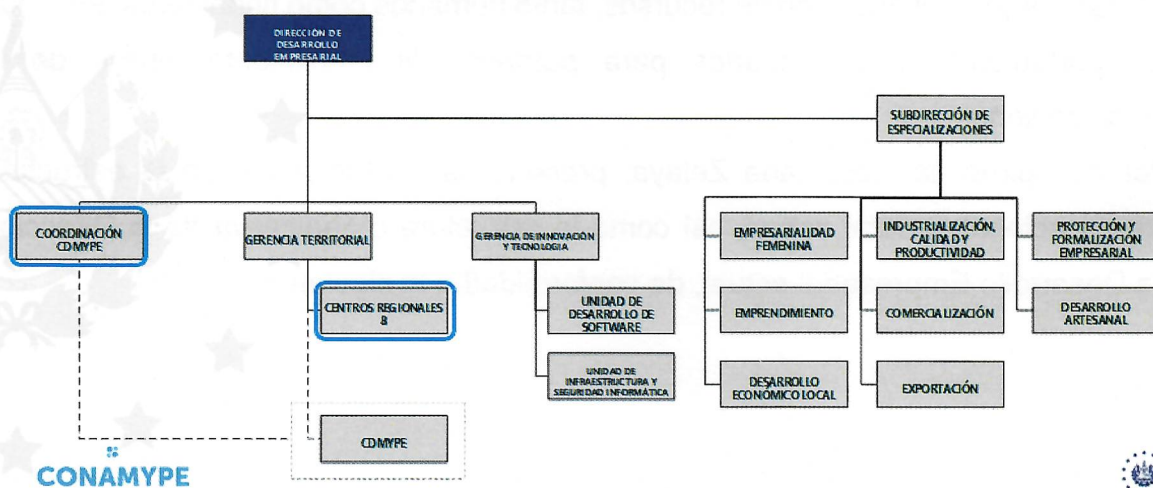 DIRECCIÓN DE
DESARROLLO
EMPRESARIAL
SUBDIRECCIÓN DE
ESPECIALIZACIONES
COORDINACIÓN
CDMYPE
GERENCIA TERRITORIAL
GERENCIA DE INNOVACIÓN
Y TECNOLOGIA
EMPRESARIALIDAD
FEMENINA
INDUSTRIALIZACIÓN,
CALIDAD Y
PRODUCTIVIDAD
PROTECCIÓN Y
FORMALIZACIÓN
EMPRESARIAL
CENTROS REGIONALES
8
UNIDAD DE
DESARROLLO DE
SOFTWARE
EMPRENDIMIENTO
COMERCIALIZACIÓN
DESARROLLO
ARTESANAL
UNIDAD DE
INFRAESTRUCTURA Y
SEGURIDAD INFORMÁTICA
DESARROLLO
ECONÓMICO LOCAL
EXPORTACIÓN
CDMYPE
CONAMYPE